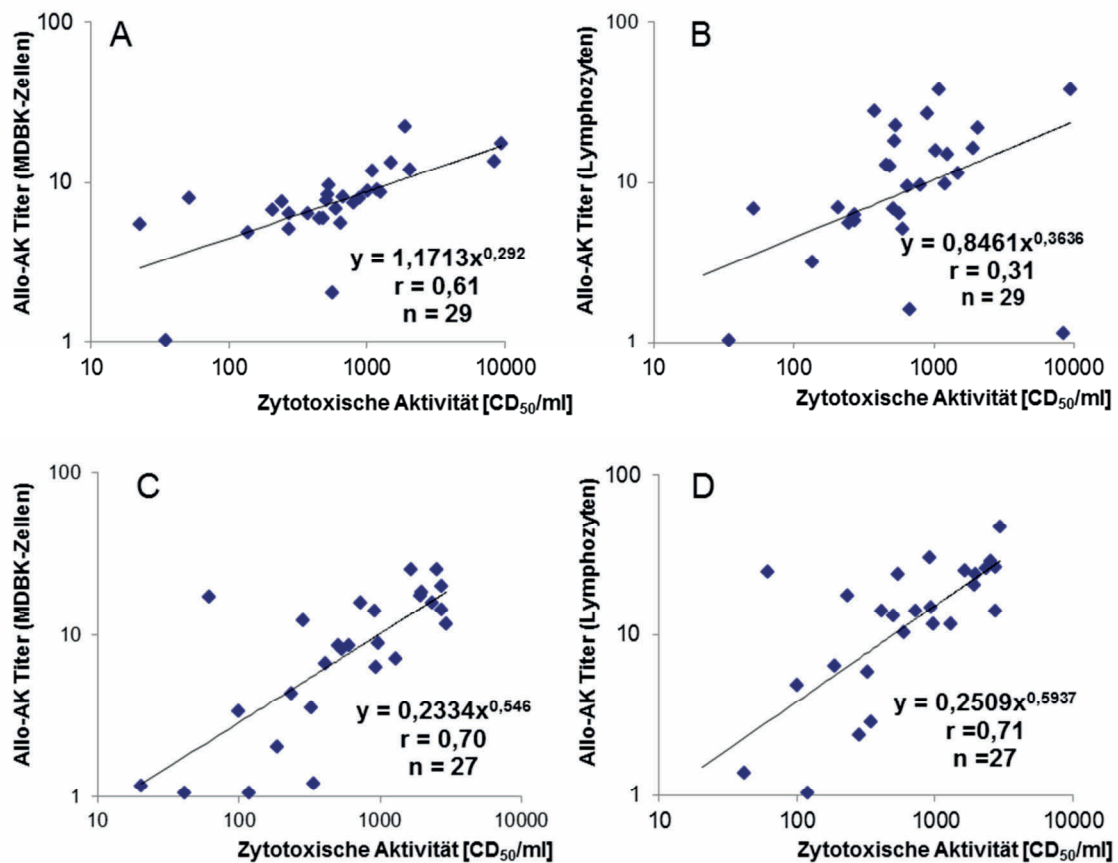 A
Allo-AK Titer (MDBK-Zellen)
100
10
1
y = 1,1713x^0,292
r = 0,61
n = 29
10 100 1000 10000
Zytotoxische Aktivität [CD50/ml]
B
Allo-AK Titer (Lymphozyten)
100
10
1
y = 0,8461x^0,3636
r = 0,31
n = 29
10 100 1000 10000
Zytotoxische Aktivität [CD50/ml]
C
Allo-AK Titer (MDBK-Zellen)
100
10
1
y = 0,2334x^0,546
r = 0,70
n = 27
10 100 1000 10000
Zytotoxische Aktivität [CD50/ml]
D
Allo-AK Titer (Lymphozyten)
100
10
1
y = 0,2509x^0,5937
r =0,71
n =27
10 100 1000 10000
Zytotoxische Aktivität [CD50/ml]